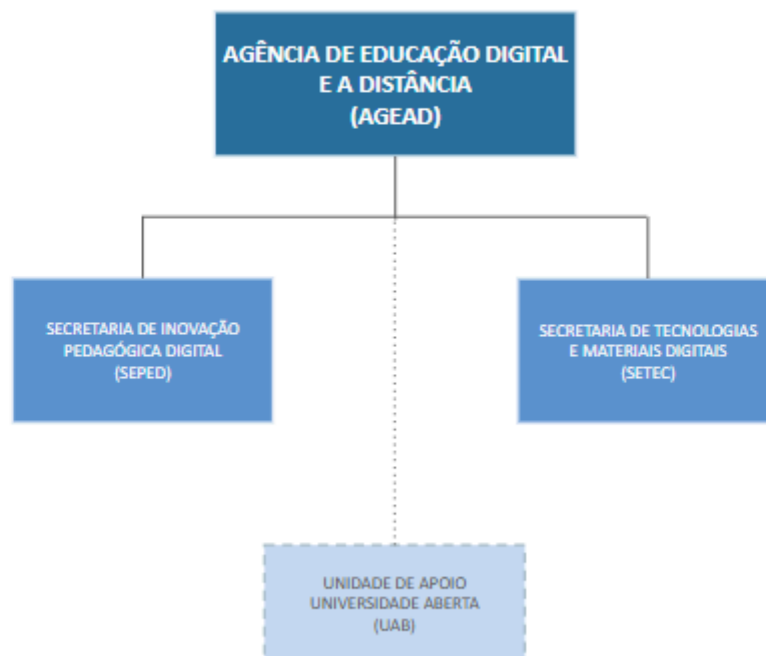 AGÊNCIA DE EDUCAÇÃO DIGITAL
E A DISTÂNCIA
(AGEAD)
SECRETARIA DE INOVAÇÃO
PEDAGÓGICA DIGITAL
(SEPED)
SECRETARIA DE TECNOLOGIAS
E MATERIAIS DIGITAIS
(SETEC)
UNIDADE DE APOIO
UNIVERSIDADE ABERTA
(UAB)